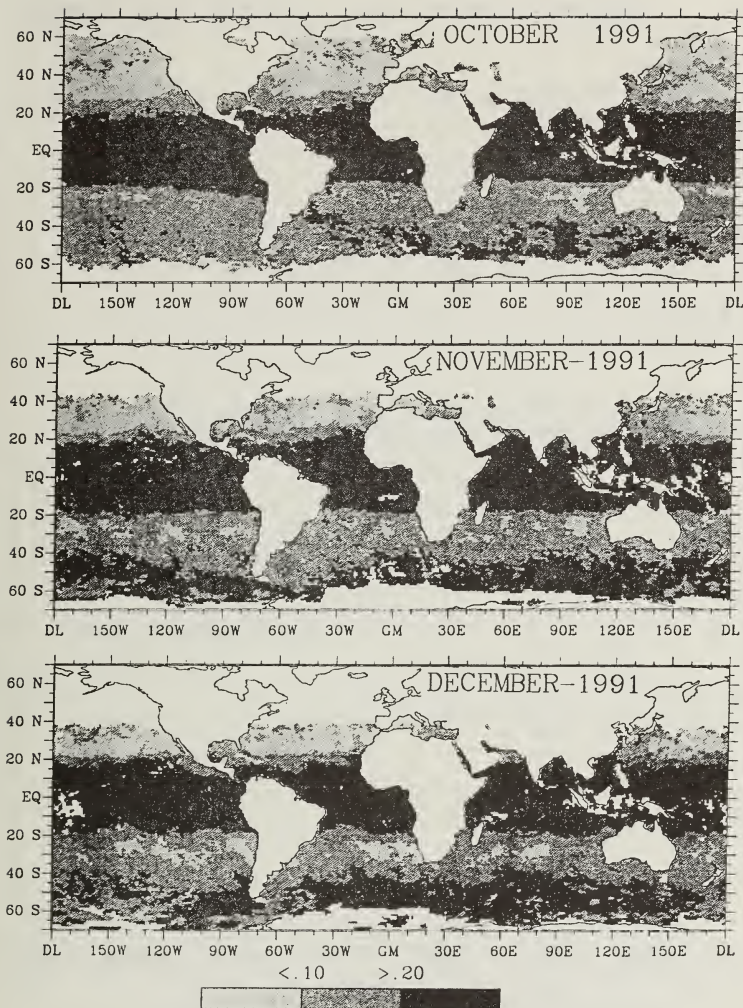 OCTOBER 1991
60 N
40 N
20 N
EQ
20 S
40 S
60 S
DL 150W 120W 90W 60W 30W GM 30E 60E 90E 120E 150E DL
NOVEMBER-1991
60 N
40 N
20 N
EQ
20 S
40 S
60 S
DL 150W 120W 90W 60W 30W GM 30E 60E 90E 120E 150E DL
DECEMBER-1991
60 N
40 N
20 N
EQ
20 S
40 S
60 S
DL 150W 120W 90W 60W 30W GM 30E 60E 90E 120E 150E DL
<.10 >.20